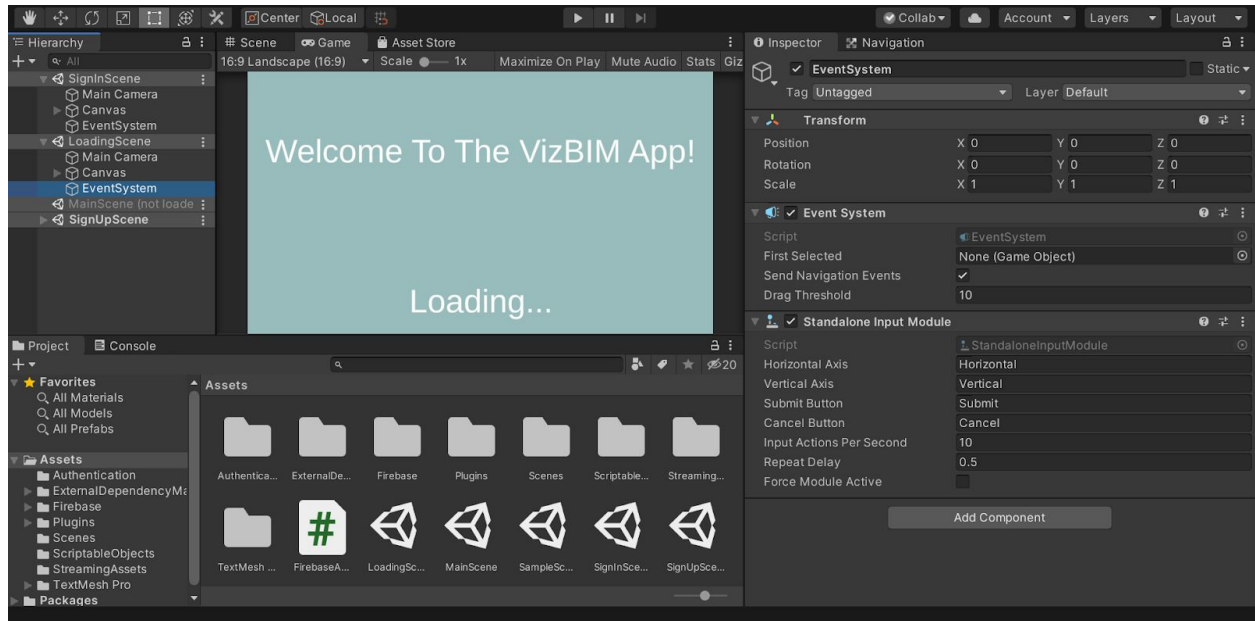 Center Local Collab Account Layers Layout
Hierarchy
All
SignInScene
Main Camera
Canvas
EventSystem
LoadingScene
Main Camera
Canvas
EventSystem
MainScene (not loade
SignUpScene
Scene Game Asset Store
16:9 Landscape (16:9) Scale 1x Maximize On Play Mute Audio Stats Giz
Welcome To The VizBIM App!
Loading...
Inspector Navigation
EventSystem Static
Tag Untagged Layer Default
Transform
Position X 0 Y 0 Z 0
Rotation X 0 Y 0 Z 0
Scale X 1 Y 1 Z 1
Event System
Script EventSystem
First Selected None (Game Object)
Send Navigation Events
Drag Threshold 10
Standalone Input Module
Script StandaloneInputModule
Horizontal Axis Horizontal
Vertical Axis Vertical
Submit Button Submit
Cancel Button Cancel
Input Actions Per Second 10
Repeat Delay 0.5
Force Module Active
Add Component
Project Console
20
Favorites
All Materials
All Models
All Prefabs
Assets
Authentication
ExternalDependencyMa
Firebase
Plugins
Scenes
ScriptableObjects
StreamingAssets
TextMesh Pro
Packages
Assets
Authentica... ExternalDe... Firebase Plugins Scenes Scriptable... Streaming...
#
TextMesh ... FirebaseA... LoadingSc... MainScene SampleSc... SignInSce... SignUpSce...